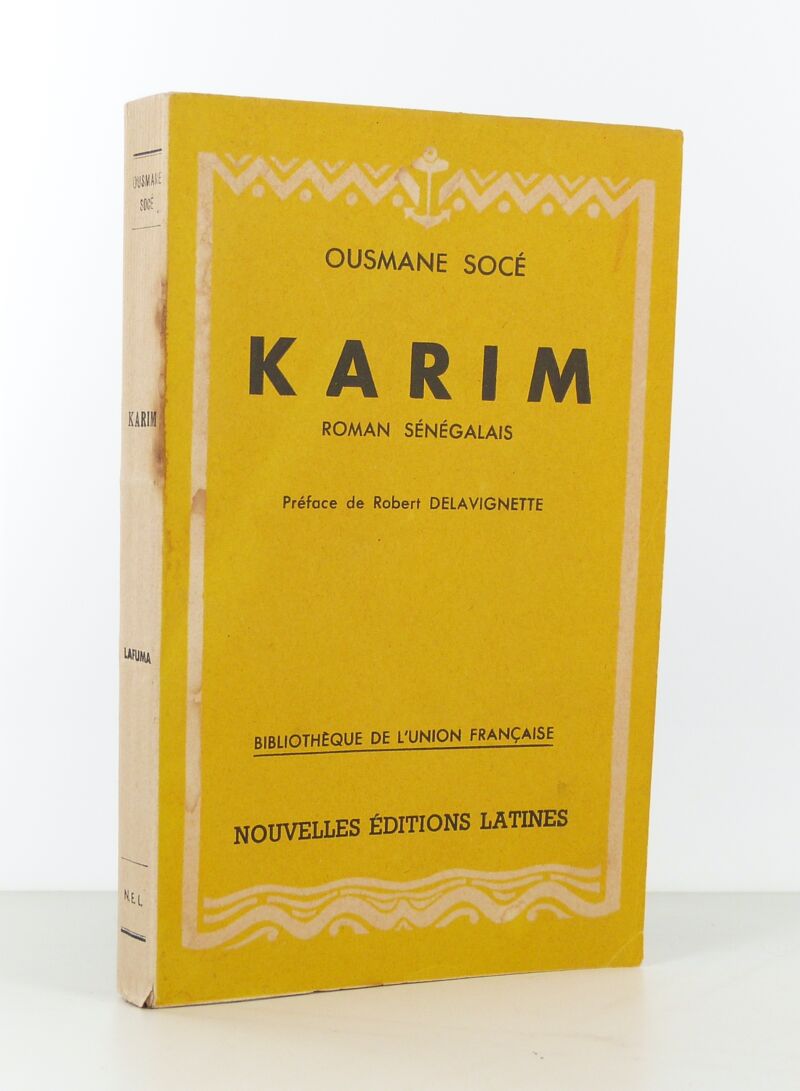 OUSMANE
SOCÉ
KARIM
LAFUMA
N.E.L.
OUSMANE SOCÉ
KARIM
ROMAN SÉNÉGALAIS
Préface de Robert DELAVIGNETTE
BIBLIOTHÈQUE DE L'UNION FRANÇAISE
NOUVELLES ÉDITIONS LATINES